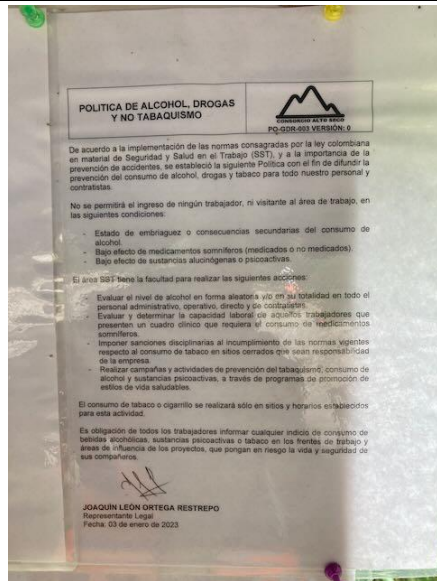 POLITICA DE ALCOHOL, DROGAS
Y NO TABAQUISMO
CONSORCIO ALTO SECO
PO-GDR-003 VERSIÓN: 0
De acuerdo a la implementación de las normas consagradas por la ley colombiana
en material de Seguridad y Salud en el Trabajo (SST), y a la importancia de la
prevención de accidentes, se estableció la siguiente Política con el fin de difundir la
prevención del consumo de alcohol, drogas y tabaco para todo nuestro personal y
contratistas.
No se permitirá el ingreso de ningún trabajador, ni visitante al área de trabajo, en
las siguientes condiciones:
- Estado de embriaguez o consecuencias secundarias del consumo de
alcohol.
- Bajo efecto de medicamentos somníferos (medicados o no medicados).
- Bajo efecto de sustancias alucinógenas o psicoactivas.
El área SST tiene la facultad para realizar las siguientes acciones:
- Evaluar el nivel de alcohol en forma aleatoria y/o en su totalidad en todo el
personal administrativo, operativo, directo y de contratistas.
- Evaluar y determinar la capacidad laboral de aquellos trabajadores que
presenten un cuadro clínico que requiera el consumo de medicamentos
somníferos.
- Imponer sanciones disciplinarias al incumplimiento de las normas vigentes
respecto al consumo de tabaco en sitios cerrados que sean responsabilidad
de la empresa.
- Realizar campañas y actividades de prevención del tabaquismo, consumo de
alcohol y sustancias psicoactivas, a través de programas de promoción de
estilos de vida saludables.
El consumo de tabaco o cigarrillo se realizará sólo en sitios y horarios establecidos
para esta actividad.
Es obligación de todos los trabajadores informar cualquier indicio de consumo de
bebidas alcohólicas, sustancias psicoactivas o tabaco en los frentes de trabajo y
áreas de influencia de los proyectos, que pongan en riesgo la vida y seguridad de
sus compañeros.
JOAQUÍN LEÓN ORTEGA RESTREPO
Representante Legal
Fecha: 03 de enero de 2023